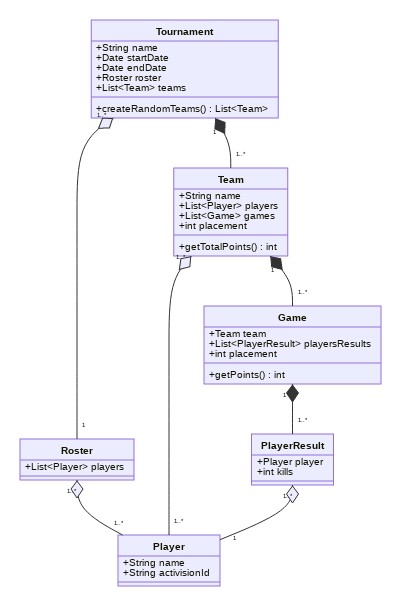 Tournament
+String name
+Date startDate
+Date endDate
+Roster roster
+List<Team> teams
+createRandomTeams() : List<Team>
1..*
1
1..*
Team
+String name
+List<Player> players
+List<Game> games
+int placement
+getTotalPoints() : int
1..*
1
1..*
Game
+Team team
+List<PlayerResult> playersResults
+int placement
+getPoints() : int
1
1..*
1
Roster
+List<Player> players
PlayerResult
+Player player
+int kills
1..*
1..*
1..*
1..*
1
Player
+String name
+String activisionId